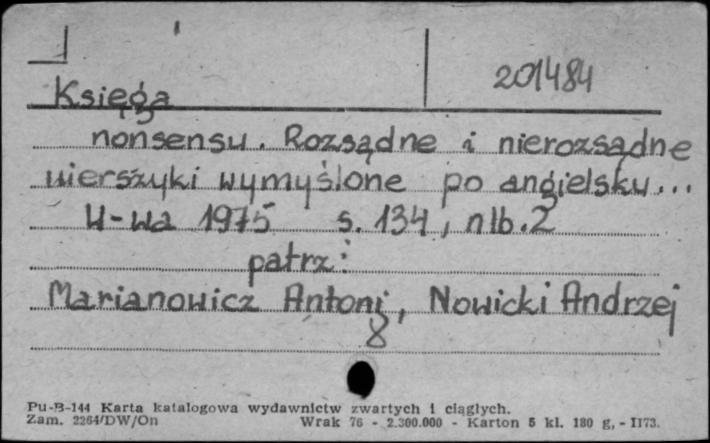 201484
Księga
nonsensu. Rozsądne i nierozsądne
wierszyki wymyślone po angielsku...
W-wa 1975 s. 134, nlb. 2
patrz:
Marianowicz Antoni, Nowicki Andrzej
8
Pu-B-144 Karta katalogowa wydawnictw zwartych i ciągłych.
Zam. 2264/DW/On Wrak 76 - 2.300.000 - Karton 5 kl. 180 g, - II73.